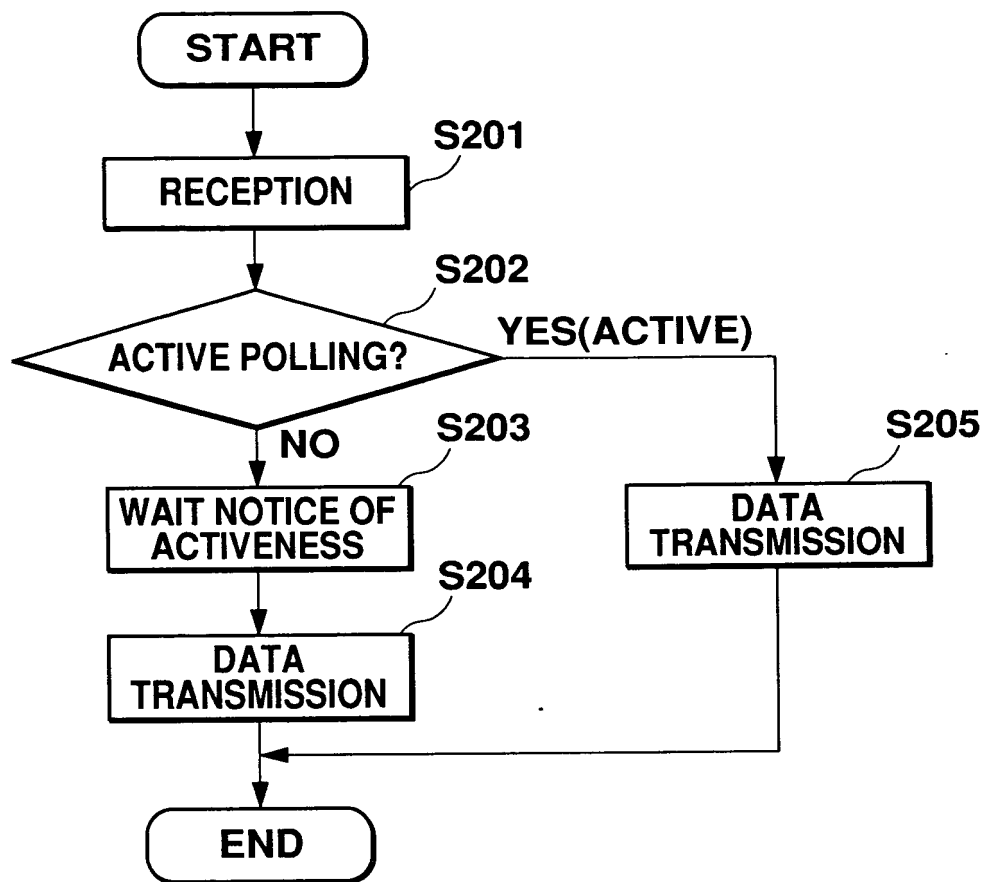 START
S201
RECEPTION
S202
ACTIVE POLLING?
YES(ACTIVE)
NO
S203
WAIT NOTICE OF
ACTIVENESS
S205
DATA
TRANSMISSION
S204
DATA
TRANSMISSION
END